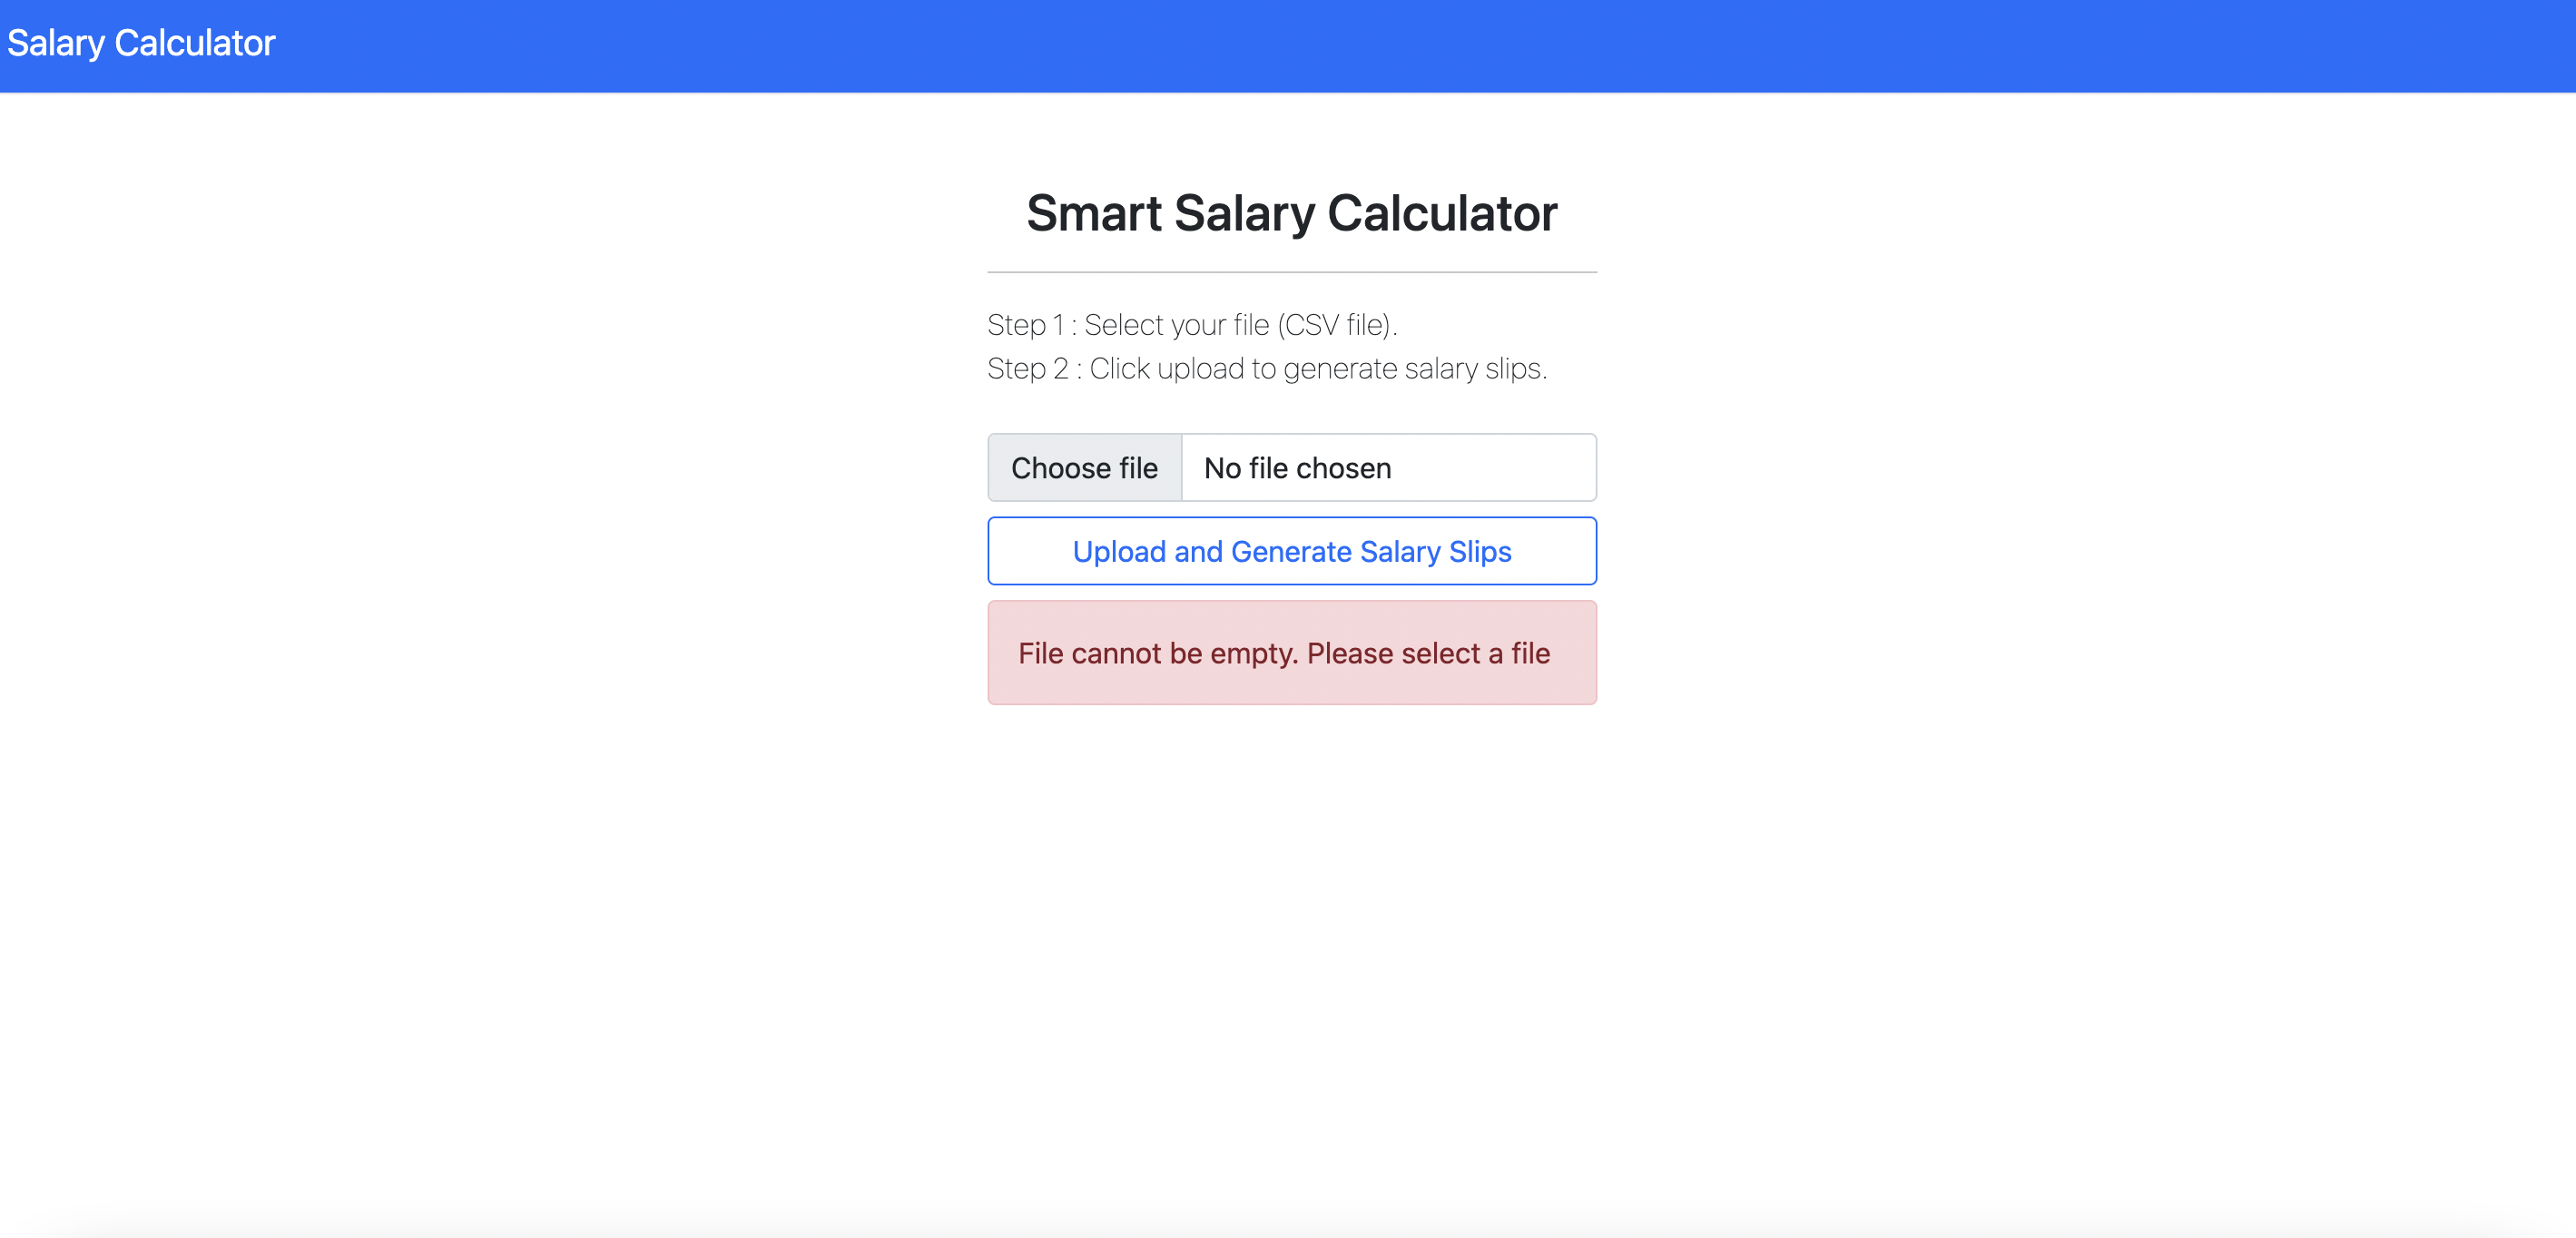 Salary Calculator
Smart Salary Calculator
Step 1 : Select your file (CSV file).
Step 2 : Click upload to generate salary slips.
Choose file No file chosen
Upload and Generate Salary Slips
File cannot be empty. Please select a file